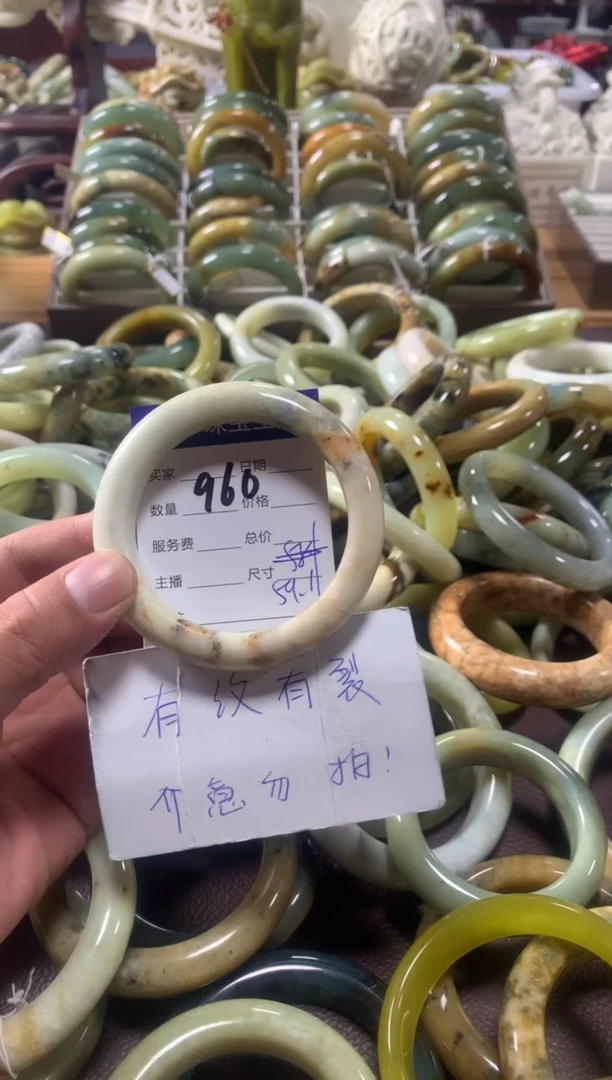 买家 日期
960
数量 价格
服务费 总价
主播 尺寸
59.11
有纹有裂
介意勿拍!